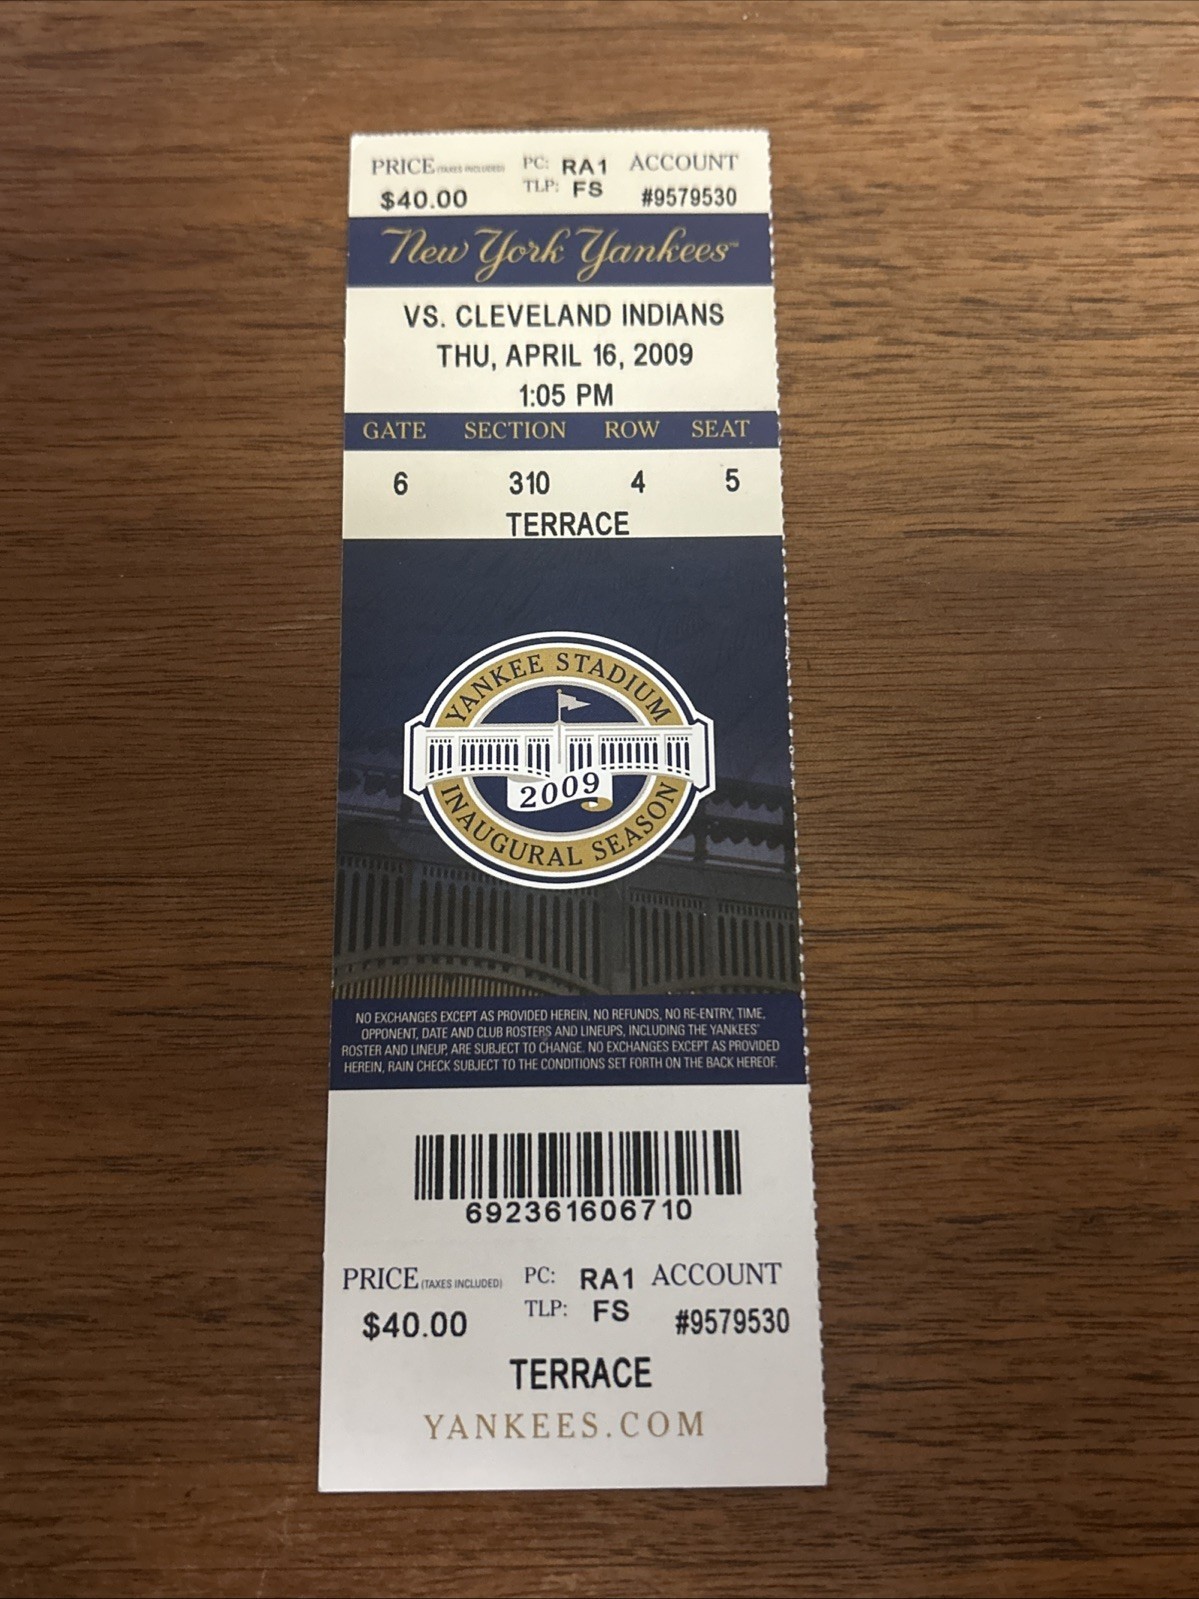 PRICE (TAXES INCLUDED) PC: RA1 ACCOUNT
$40.00 TLP: FS #9579530
New York Yankees™
VS. CLEVELAND INDIANS
THU, APRIL 16, 2009
1:05 PM
GATE SECTION ROW SEAT
6 310 4 5
TERRACE
YANKEE STADIUM
2009
INAUGURAL SEASON
NO EXCHANGES EXCEPT AS PROVIDED HEREIN, NO REFUNDS, NO RE-ENTRY, TIME,
OPPONENT, DATE AND CLUB ROSTERS AND LINEUPS, INCLUDING THE YANKEES'
ROSTER AND LINEUP, ARE SUBJECT TO CHANGE. NO EXCHANGES EXCEPT AS PROVIDED
HEREIN, RAIN CHECK SUBJECT TO THE CONDITIONS SET FORTH ON THE BACK HEREOF.
692361606710
PRICE (TAXES INCLUDED) PC: RA1 ACCOUNT
$40.00 TLP: FS #9579530
TERRACE
YANKEES.COM